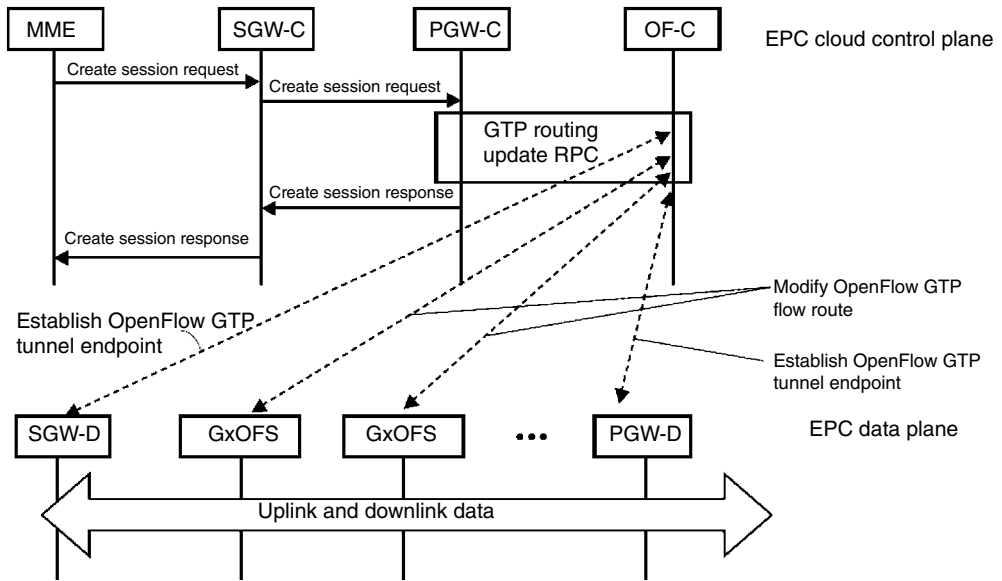 MME
SGW-C
PGW-C
OF-C
EPC cloud control plane
Create session request
Create session request
GTP routing
update RPC
Create session response
Create session response
Modify OpenFlow GTP
flow route
Establish OpenFlow GTP
tunnel endpoint
Establish OpenFlow GTP
tunnel endpoint
SGW-D
GxOFS
GxOFS
PGW-D
EPC data plane
Uplink and downlink data